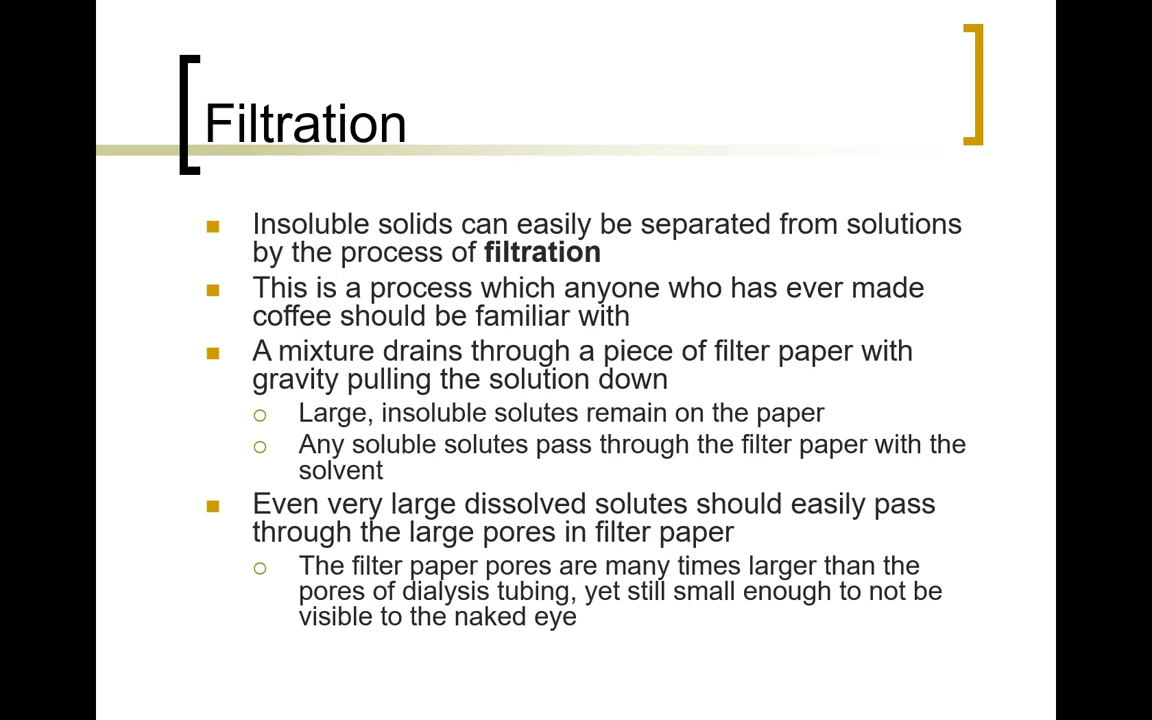 Filtration
Insoluble solids can easily be separated from solutions
by the process of filtration
This is a process which anyone who has ever made
coffee should be familiar with
A mixture drains through a piece of filter paper with
gravity pulling the solution down
Large, insoluble solutes remain on the paper
Any soluble solutes pass through the filter paper with the
solvent
Even very large dissolved solutes should easily pass
through the large pores in filter paper
The filter paper pores are many times larger than the
pores of dialysis tubing, yet still small enough to not be
visible to the naked eye